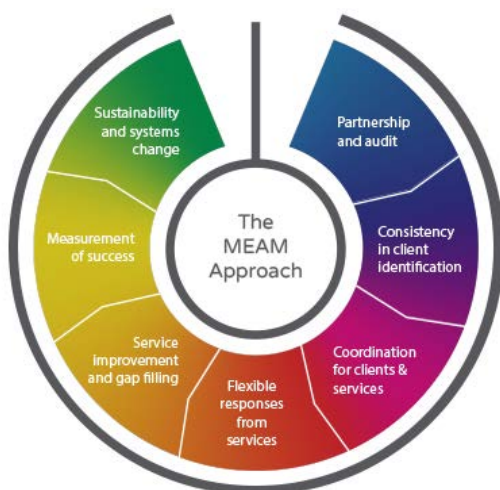 The
MEAM
Approach
Partnership
and audit
Consistency
in client
identification
Coordination
for clients &
services
Flexible
responses
from
services
Service
improvement
and gap filling
Measurement
of success
Sustainability
and systems
change